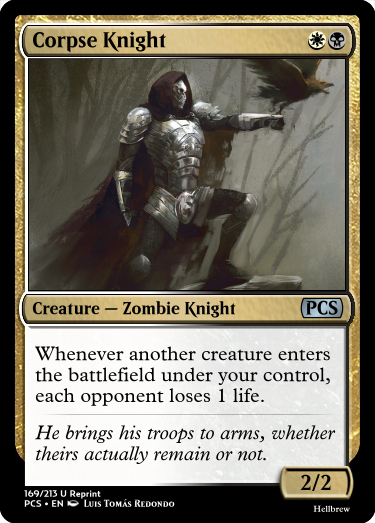 Corpse Knight
PCS
Creature — Zombie Knight
Whenever another creature enters
the battlefield under your control,
each opponent loses 1 life.
He brings his troops to arms, whether
theirs actually remain or not.
2/2
169/213 U Reprint
PCS • EN Luis Tomás Redondo
Hellbrew